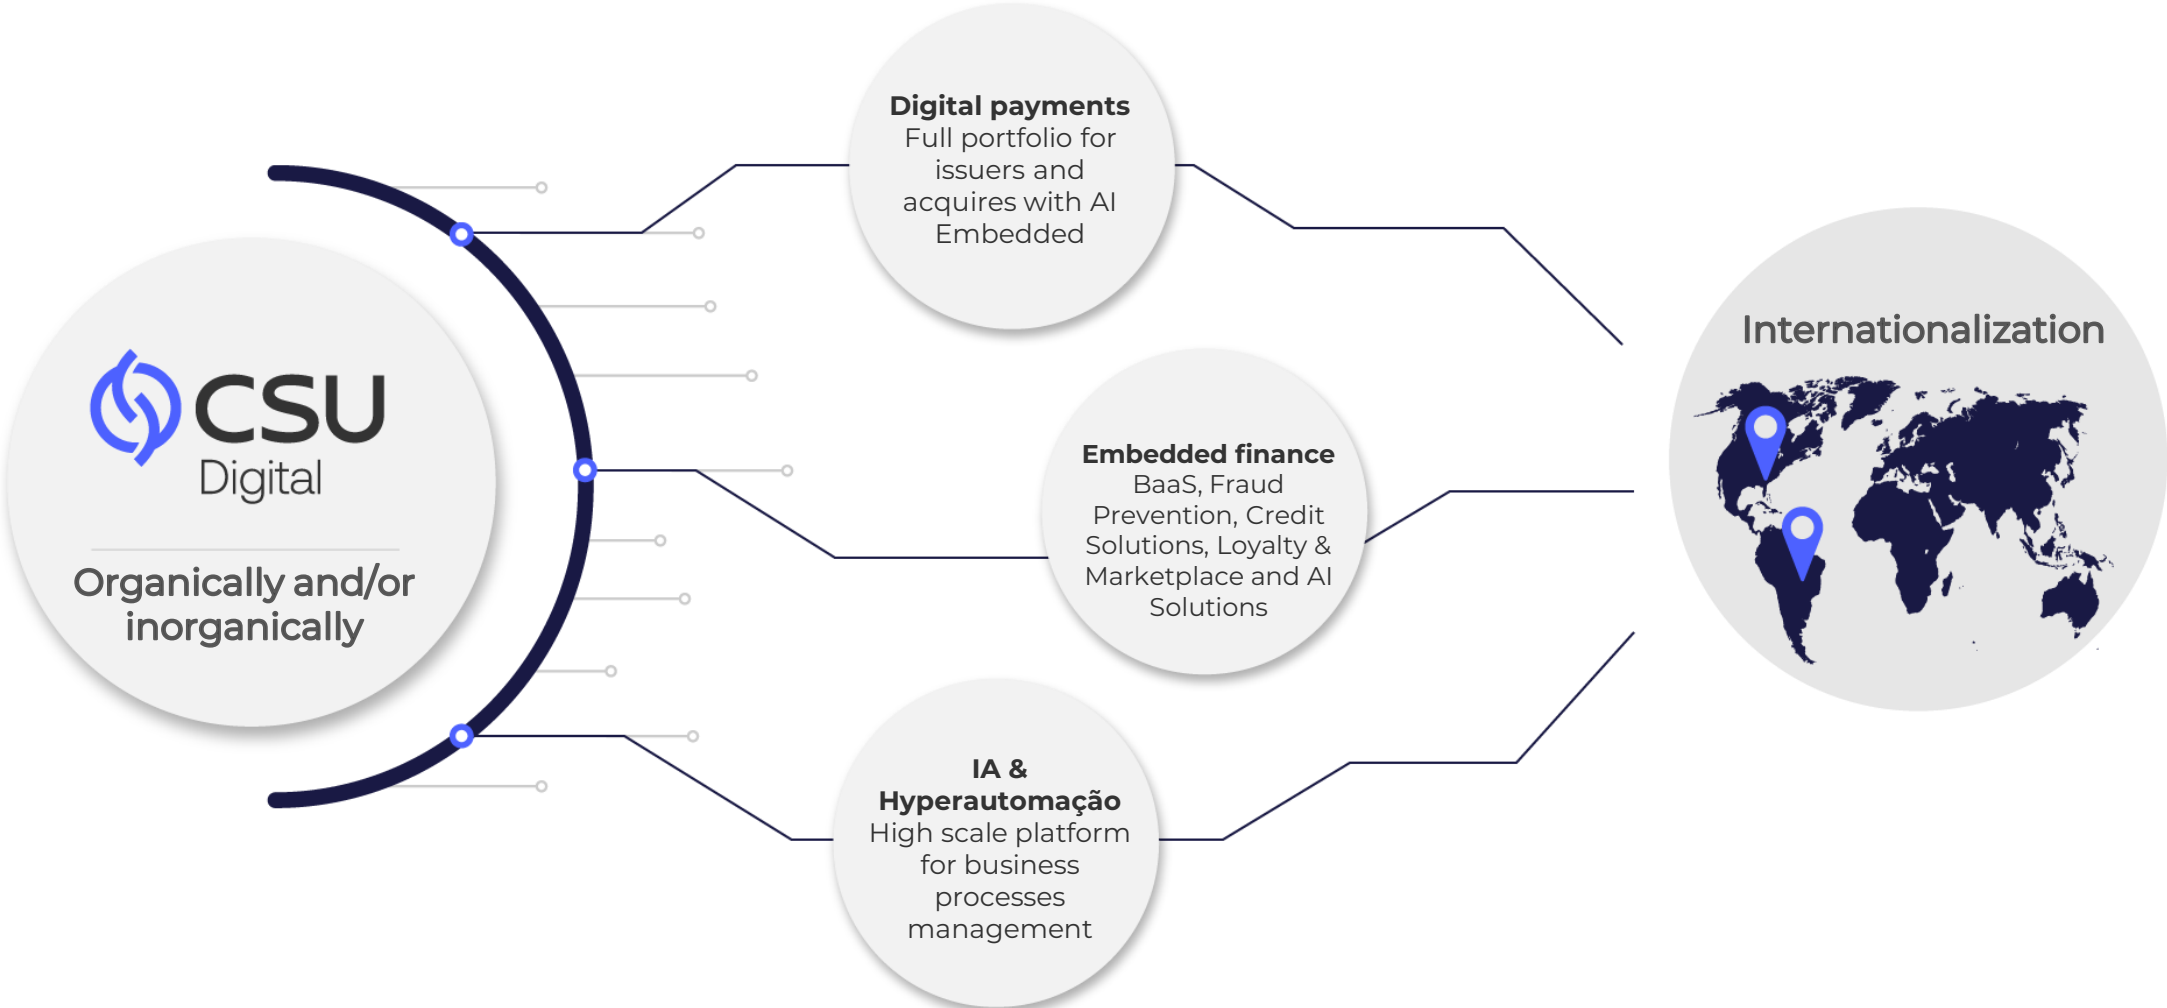 CSU
Digital
Organically and/or
inorganically
Digital payments
Full portfolio for
issuers and
acquires with AI
Embedded
Embedded finance
BaaS, Fraud
Prevention, Credit
Solutions, Loyalty &
Marketplace and AI
Solutions
IA &
Hyperautomação
High scale platform
for business
processes
management
Internationalization